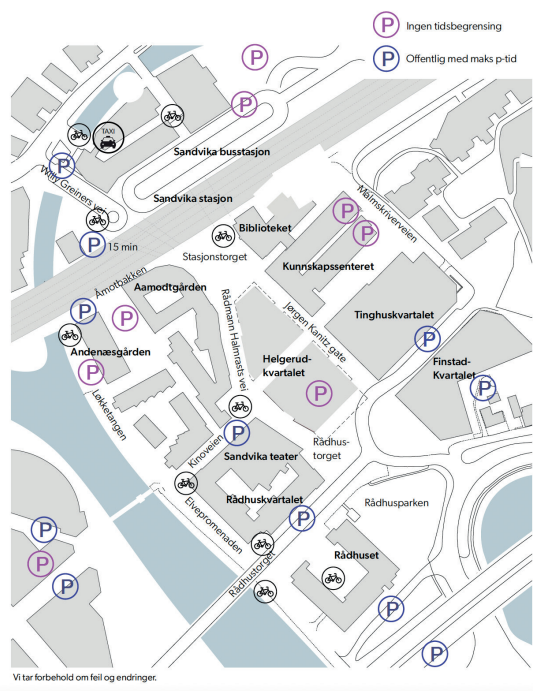 P Ingen tidsbegrensing
P Offentlig med maks p-tid
P
P
TAXI
Sandvika busstasjon
P
Willy Greiners vei
Sandvika stasjon
Malmskriverveien
P
P
Biblioteket
P 15 min
Stasjonstorget
Kunnskapssenteret
Åmotbakken
Aamodtgården
Rådmann Halmrasts vei
Jørgen Kanitz gate
P
P
Tinghuskvartalet
P
Andenæsgården
Helgerud-
kvartalet
Finstad-
Kvartalet
P
P
P
Løkketangen
P
Rådhus-
torget
Kinoveien
Sandvika teater
Rådhuskvartalet
Elvepromenaden
Rådhusparken
P
P
P
P
Rådhustorget
Rådhuset
P
P
Vi tar forbehold om feil og endringer.